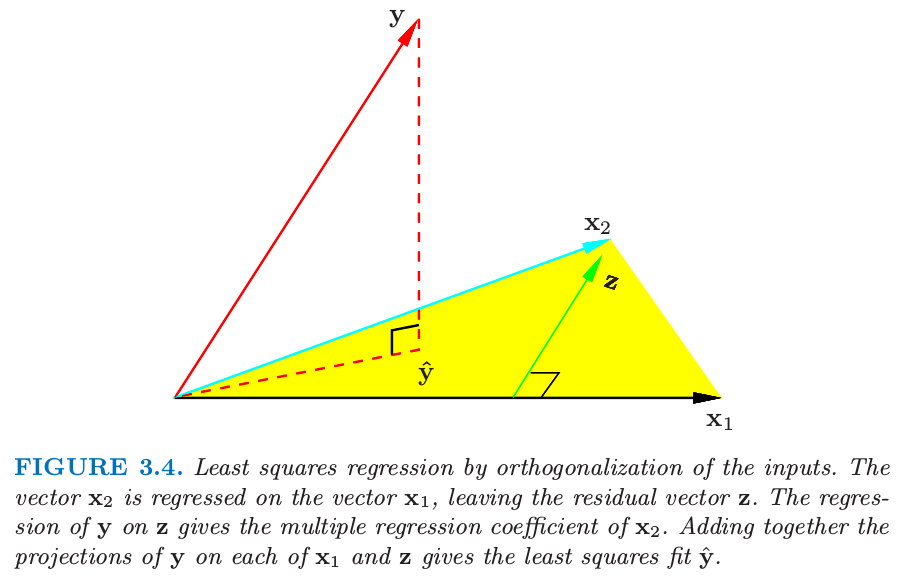 y
x₂
z
ŷ
x₁
FIGURE 3.4. Least squares regression by orthogonalization of the inputs. The
vector x₂ is regressed on the vector x₁, leaving the residual vector z. The regres-
sion of y on z gives the multiple regression coefficient of x₂. Adding together the
projections of y on each of x₁ and z gives the least squares fit ŷ.